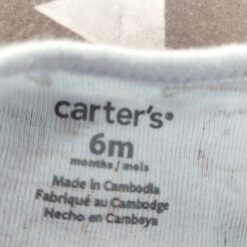 carter's®
6m
months / mois
Made in Cambodia
Fabriqué au Cambodge
Hecho en Camboya